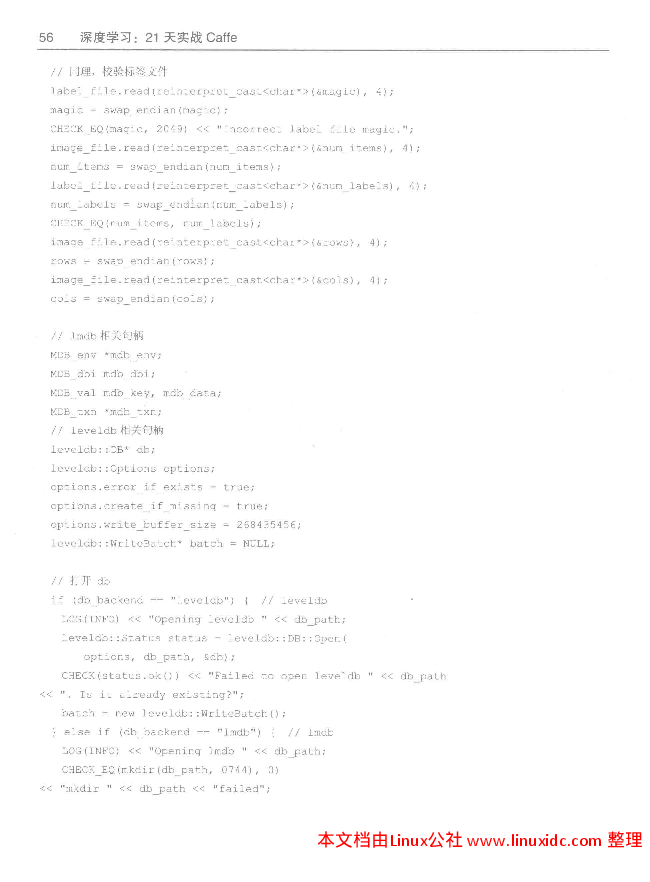 56 深度学习：21 天实战 Caffe
// 同理，校验标签文件
label_file.read(reinterpret_cast<char*>(&magic), 4);
magic = swap_endian(magic);
CHECK_EQ(magic, 2049) << "Incorrect label file magic.";
image_file.read(reinterpret_cast<char*>(&num_items), 4);
num_items = swap_endian(num_items);
label_file.read(reinterpret_cast<char*>(&num_labels), 4);
num_labels = swap_endian(num_labels);
CHECK_EQ(num_items, num_labels);
image_file.read(reinterpret_cast<char*>(&rows), 4);
rows = swap_endian(rows);
image_file.read(reinterpret_cast<char*>(&cols), 4);
cols = swap_endian(cols);
// lmdb 相关句柄
MDB_env *mdb_env;
MDB_dbi mdb_dbi;
MDB_val mdb_key, mdb_data;
MDB_txn *mdb_txn;
// leveldb 相关句柄
leveldb::DB* db;
leveldb::Options options;
options.error_if_exists = true;
options.create_if_missing = true;
options.write_buffer_size = 268435456;
leveldb::WriteBatch* batch = NULL;
// 打开 db
if (db_backend == "leveldb") { // leveldb
LOG(INFO) << "Opening leveldb " << db_path;
leveldb::Status status = leveldb::DB::Open(
options, db_path, &db);
CHECK(status.ok()) << "Failed to open leveldb " << db_path
<< ". Is it already existing?";
batch = new leveldb::WriteBatch();
} else if (db_backend == "lmdb") { // lmdb
LOG(INFO) << "Opening lmdb " << db_path;
CHECK_EQ(mkdir(db_path, 0744), 0)
<< "mkdir " << db_path << "failed";
本文档由Linux公社 www.linuxidc.com 整理